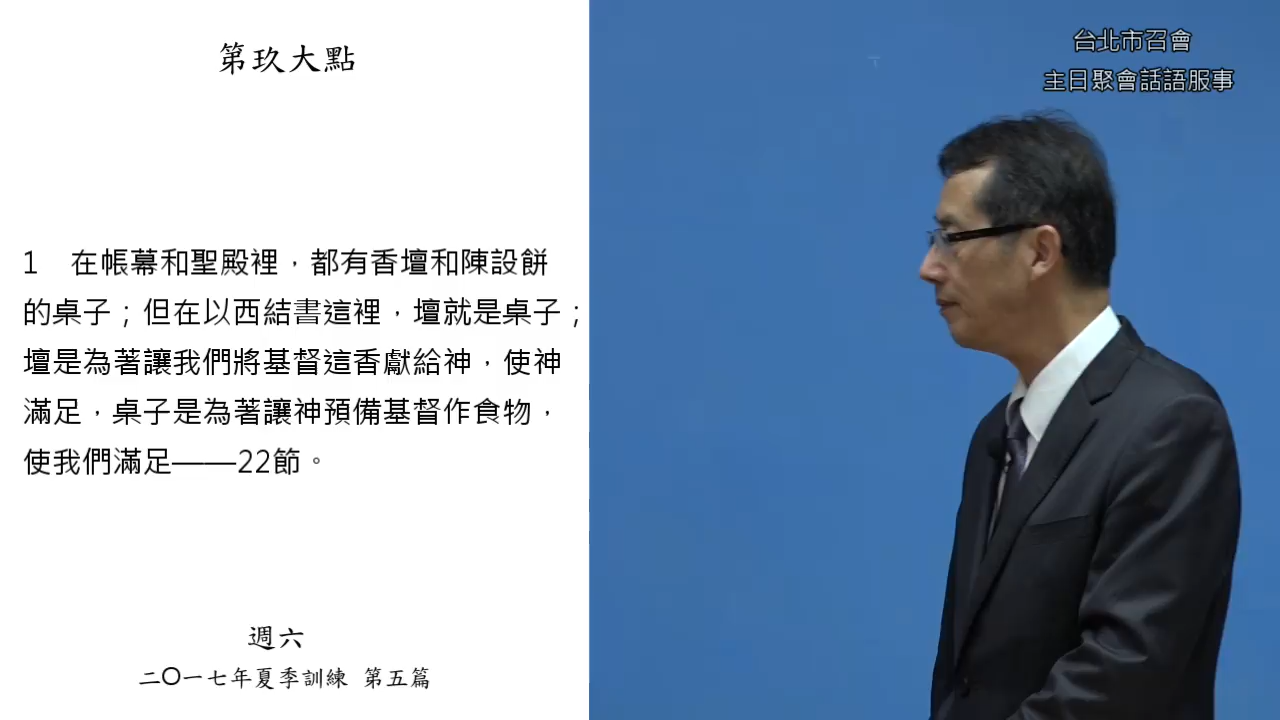 第玖大點
1 在帳幕和聖殿裡，都有香壇和陳設餅
的桌子；但在以西結書這裡，壇就是桌子；
壇是為著讓我們將基督這香獻給神，使神
滿足，桌子是為著讓神預備基督作食物，
使我們滿足——22節。
週六
二〇一七年夏季訓練 第五篇
台北市召會
主日聚會話語服事